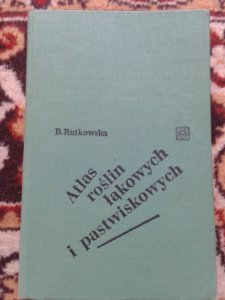 B. Rutkowska
Atlas
roślin
łąkowych
i pastwiskowych